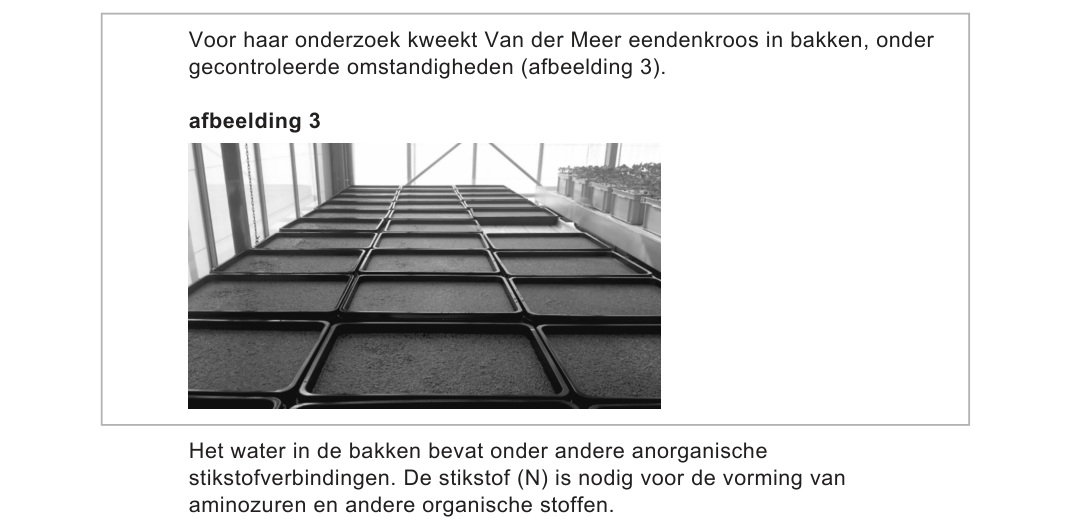 Voor haar onderzoek kweekt Van der Meer eendenkroos in bakken, onder
gecontroleerde omstandigheden (afbeelding 3).
afbeelding 3
Het water in de bakken bevat onder andere anorganische
stikstofverbindingen. De stikstof (N) is nodig voor de vorming van
aminozuren en andere organische stoffen.